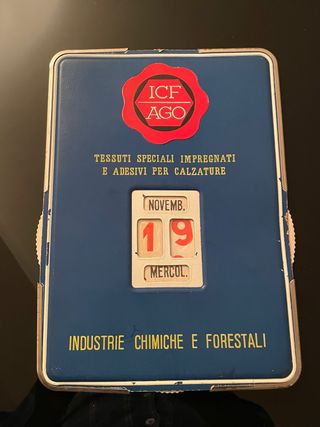 ICF
AGO
TESSUTI SPECIALI IMPREGNATI
E ADESIVI PER CALZATURE
NOVEMB.
19
MERCOL.
INDUSTRIE CHIMICHE E FORESTALI